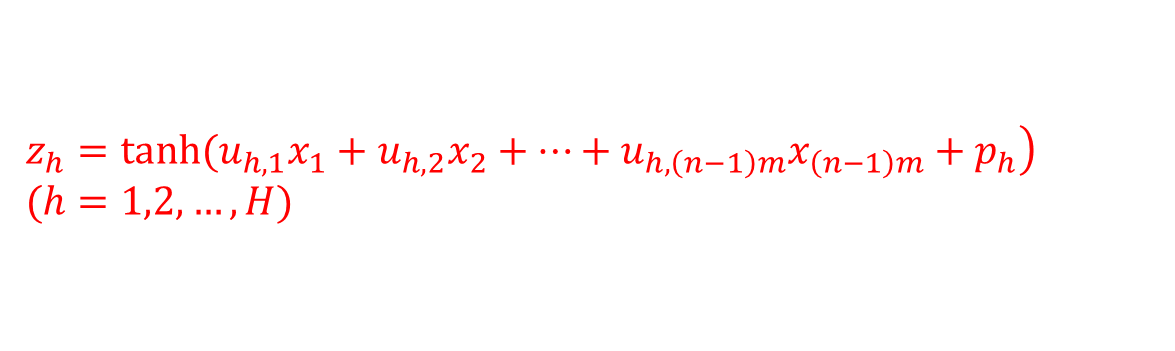 z_h = tanh(u_{h,1}x_1 + u_{h,2}x_2 + ⋯ + u_{h,(n−1)m}x_{(n−1)m} + p_h)
(h = 1,2, … , H)